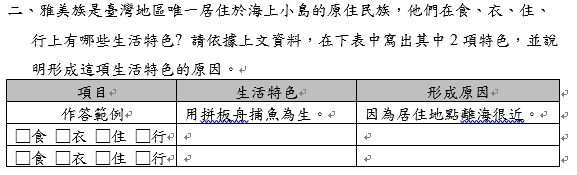 二、雅美族是臺灣地區唯一居住於海上小島的原住民族，他們在食、衣、住、
行上有哪些生活特色? 請依據上文資料，在下表中寫出其中 2 項特色，並說
明形成這項生活特色的原因。
項目 生活特色 形成原因
作答範例 用拼板舟捕魚為生。 因為居住地點離海很近。
□食 □衣 □住 □行
□食 □衣 □住 □行